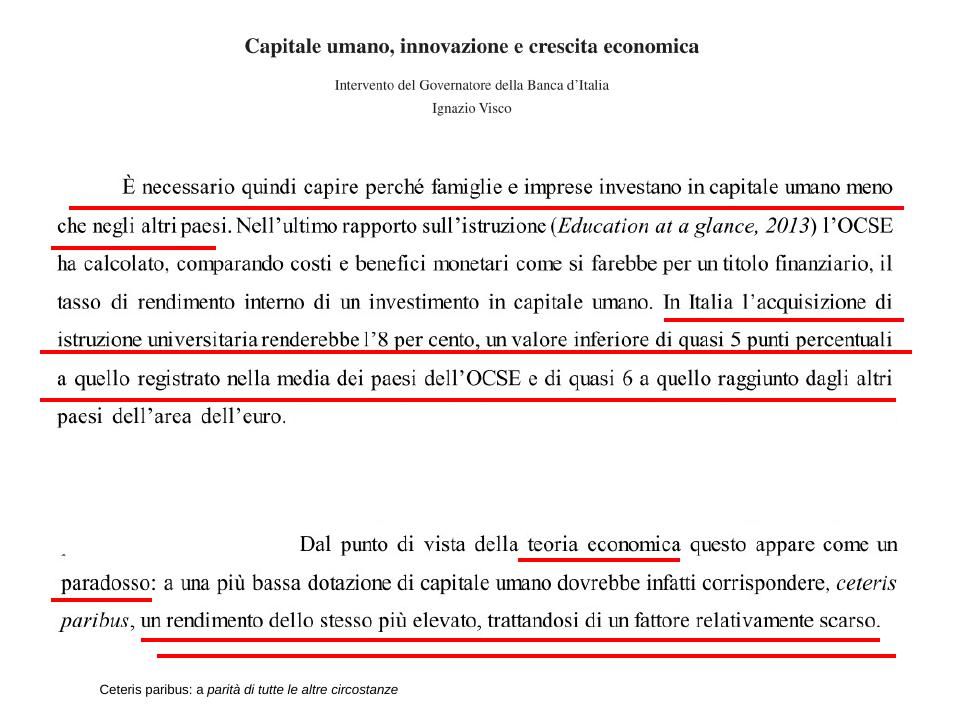 Capitale umano, innovazione e crescita economica
Intervento del Governatore della Banca d'Italia
Ignazio Visco
È necessario quindi capire perché famiglie e imprese investano in capitale umano meno
che negli altri paesi. Nell'ultimo rapporto sull'istruzione (Education at a glance, 2013) l'OCSE
ha calcolato, comparando costi e benefici monetari come si farebbe per un titolo finanziario, il
tasso di rendimento interno di un investimento in capitale umano. In Italia l'acquisizione di
istruzione universitaria renderebbe l'8 per cento, un valore inferiore di quasi 5 punti percentuali
a quello registrato nella media dei paesi dell'OCSE e di quasi 6 a quello raggiunto dagli altri
paesi dell'area dell'euro.
Dal punto di vista della teoria economica questo appare come un
paradosso: a una più bassa dotazione di capitale umano dovrebbe infatti corrispondere, ceteris
paribus, un rendimento dello stesso più elevato, trattandosi di un fattore relativamente scarso.
Ceteris paribus: a parità di tutte le altre circostanze